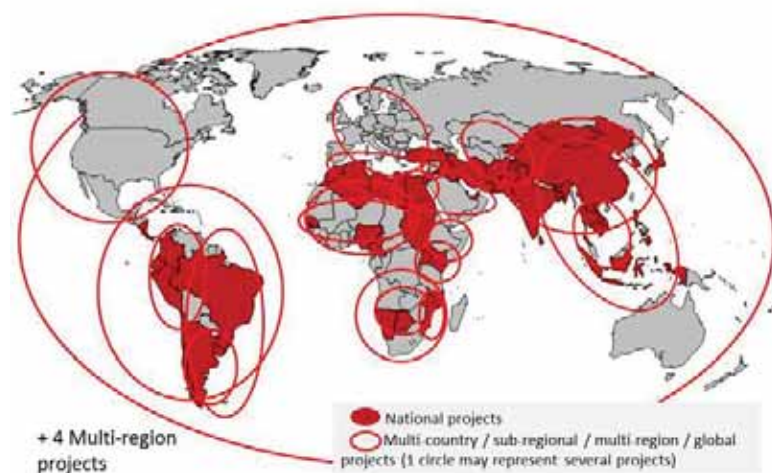 + 4 Multi-region
projects
National projects
Multi-country / sub-regional / multi-region / global
projects (1 circle may represent several projects)